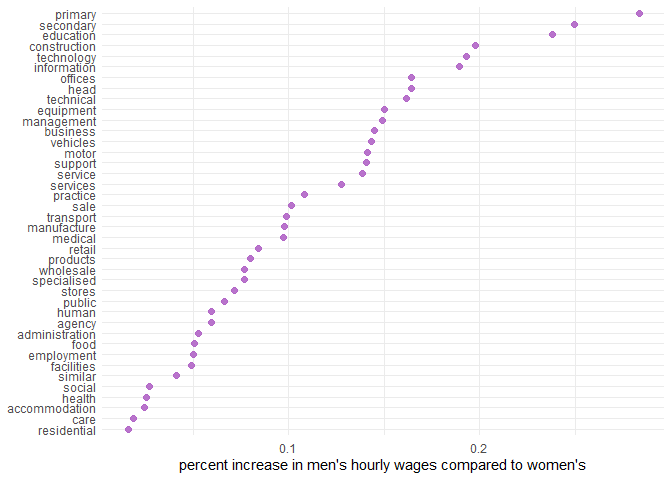 primary
secondary
education
construction
technology
information
offices
head
technical
equipment
management
business
vehicles
motor
support
service
services
practice
sale
transport
manufacture
medical
retail
products
wholesale
specialised
stores
public
human
agency
administration
food
employment
facilities
similar
social
health
accommodation
care
residential
0.1 0.2
percent increase in men's hourly wages compared to women's